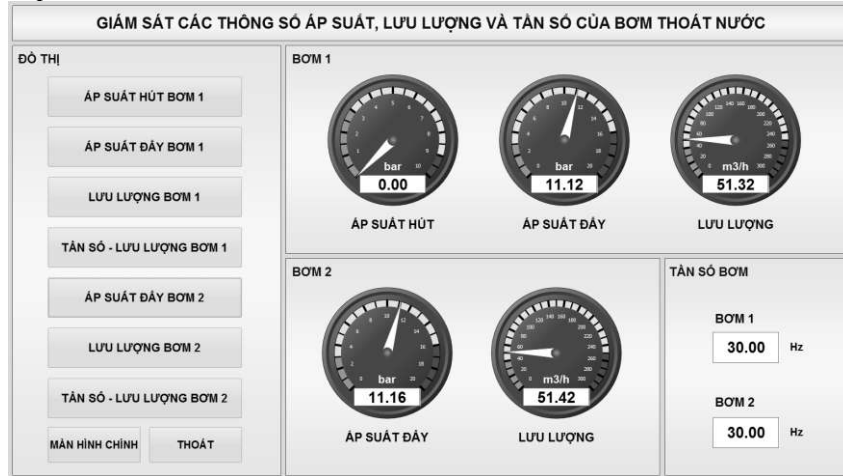 GIÁM SÁT CÁC THÔNG SỐ ÁP SUẤT, LƯU LƯỢNG VÀ TẦN SỐ CỦA BƠM THOÁT NƯỚC
ĐỒ THỊ
ÁP SUẤT HÚT BƠM 1
ÁP SUẤT ĐẨY BƠM 1
LƯU LƯỢNG BƠM 1
TẦN SỐ - LƯU LƯỢNG BƠM 1
ÁP SUẤT ĐẨY BƠM 2
LƯU LƯỢNG BƠM 2
TẦN SỐ - LƯU LƯỢNG BƠM 2
MÀN HÌNH CHÍNH THOÁT
BƠM 1
bar bar m3/h
0.00 11.12 51.32
ÁP SUẤT HÚT ÁP SUẤT ĐẨY LƯU LƯỢNG
BƠM 2
bar m3/h
11.16 51.42
ÁP SUẤT ĐẨY LƯU LƯỢNG
TẦN SỐ BƠM
BƠM 1
30.00 Hz
BƠM 2
30.00 Hz